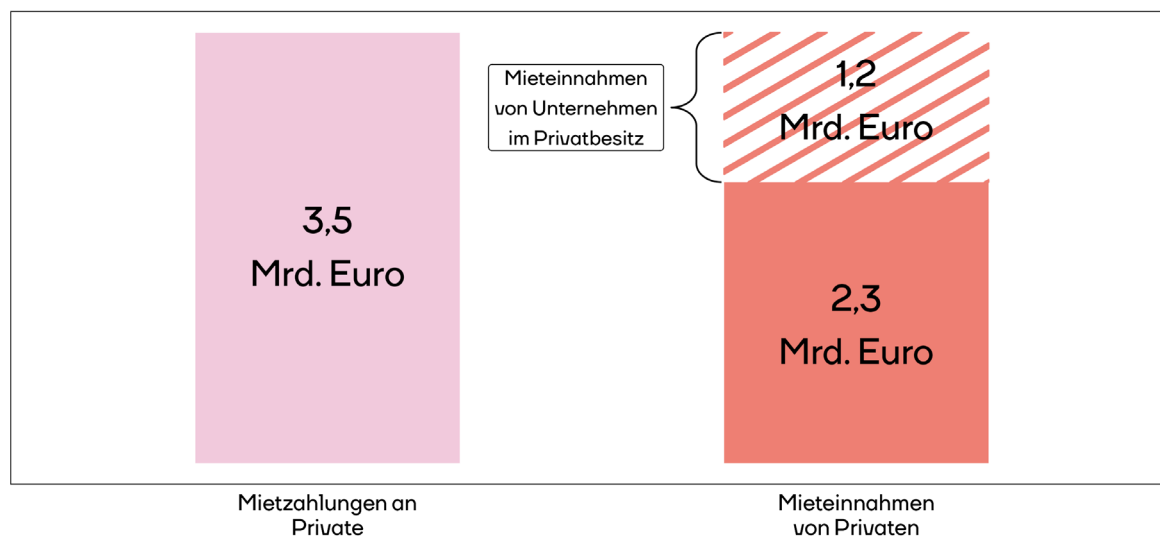 3,5
Mrd. Euro
Mieteinnahmen
von Unternehmen
im Privatbesitz
1,2
Mrd. Euro
2,3
Mrd. Euro
Mietzahlungen an
Private
Mieteinnahmen
von Privaten